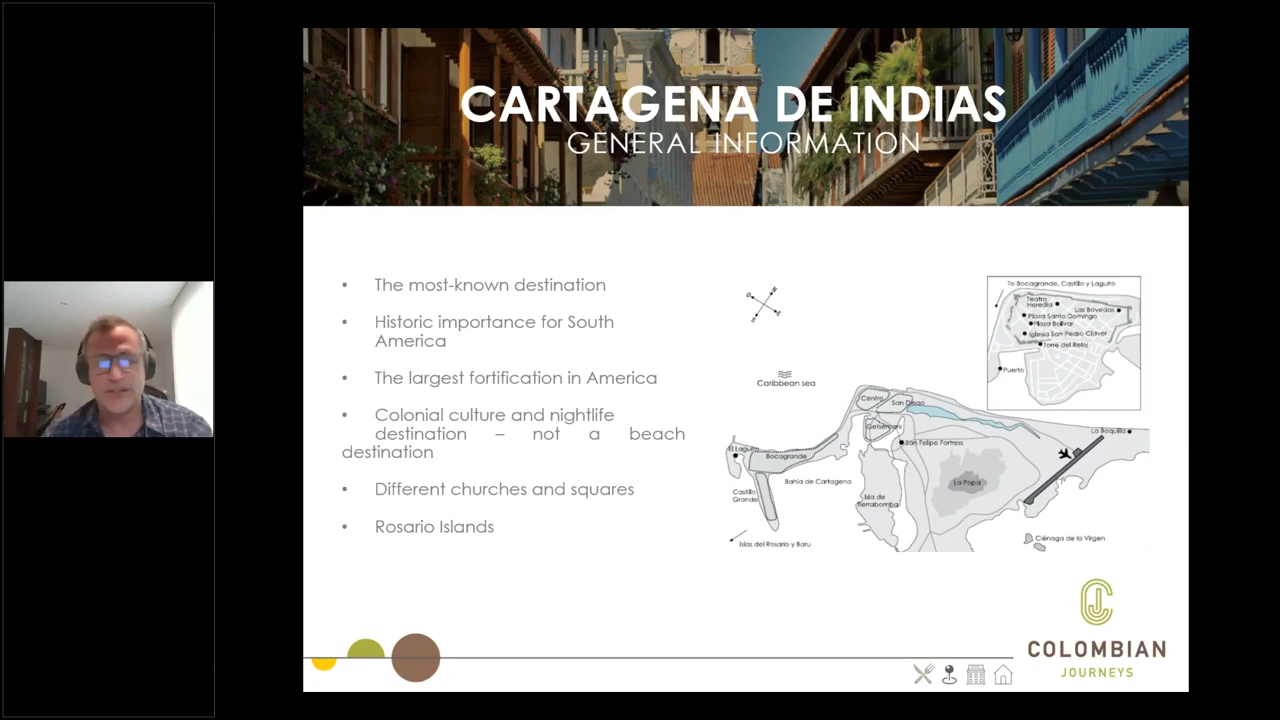 CARTAGENA DE INDIAS
GENERAL INFORMATION
• The most-known destination
• Historic importance for South
America
• The largest fortification in America
• Colonial culture and nightlife
destination – not a beach
destination
• Different churches and squares
• Rosario Islands
N
O
E
S
Caribbean sea
To Bocagrande, Castillo y Laguito
Teatro
Heredia
Las Bovedas
Plaza Santo Domingo
Plaza Bolivar
Iglesia San Pedro Clavor
Torre del Reloj
Puerto
Centro
San Diego
Getsemani
San Felipe Fortress
La Boquilla
El Laguito
Bocagrande
Bahía de Cartagena
La Popa
Castillo
Grande
Isla de
Tierrabomba
Islas del Rosario y Baru
Ciénaga de la Virgen
COLOMBIAN
JOURNEYS